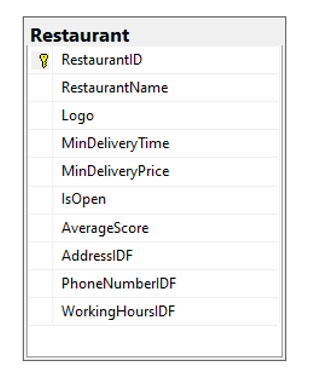 Restaurant
RestaurantID
RestaurantName
Logo
MinDeliveryTime
MinDeliveryPrice
IsOpen
AverageScore
AddressIDF
PhoneNumberIDF
WorkingHoursIDF